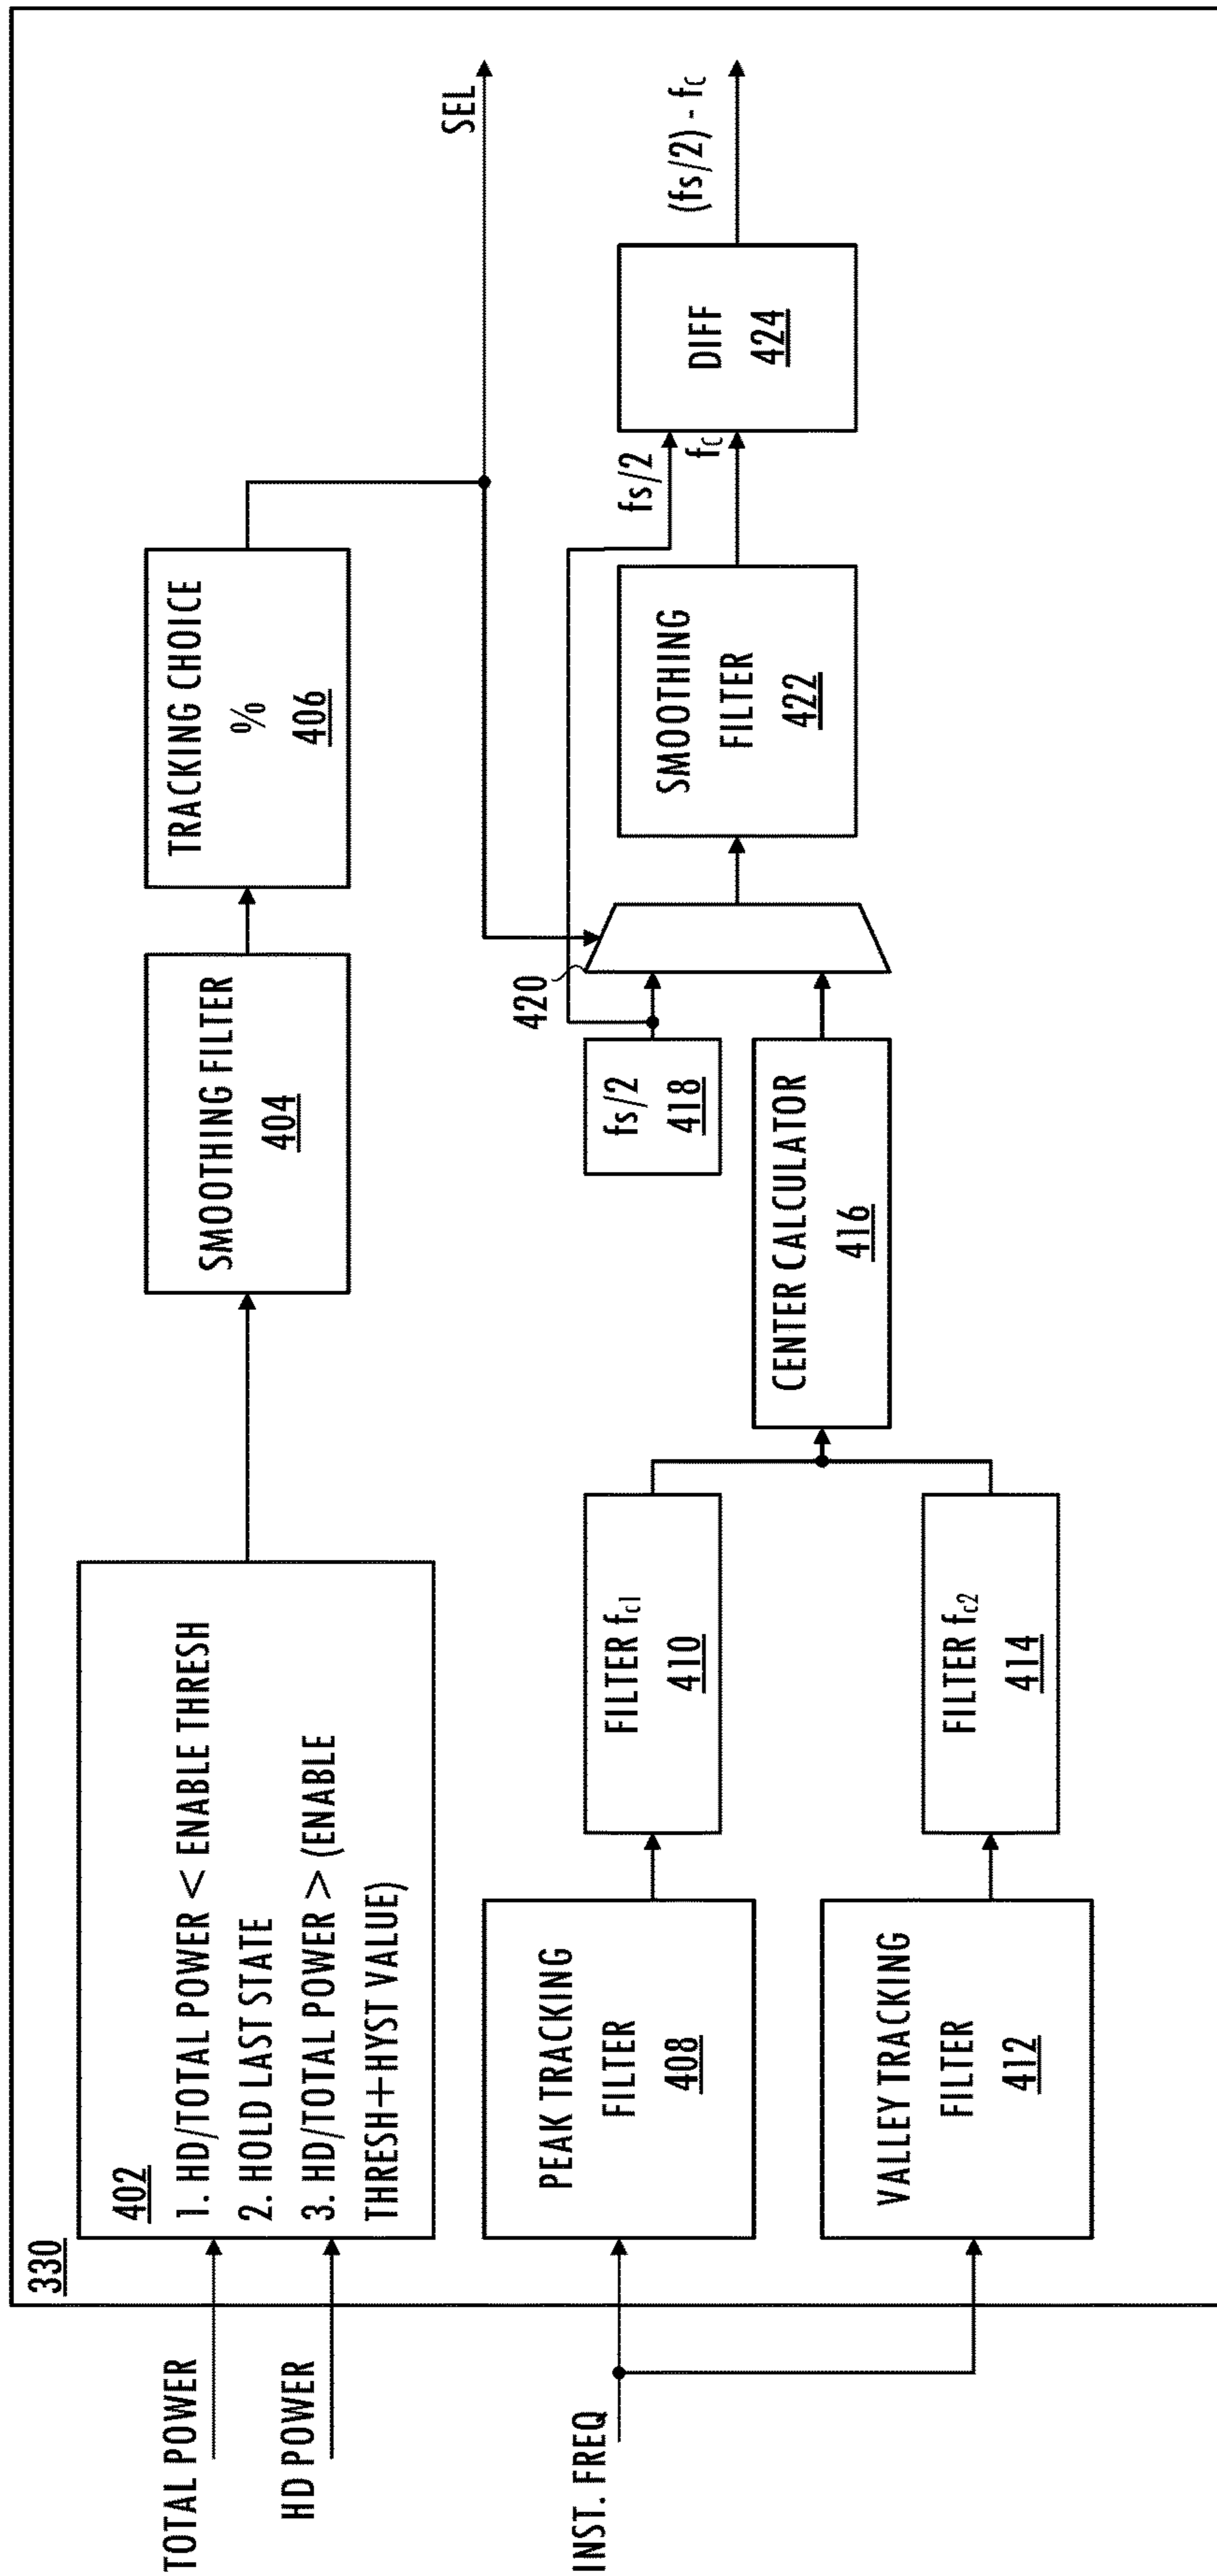 330
TOTAL POWER
HD POWER
402
1. HD/TOTAL POWER < ENABLE THRESH
2. HOLD LAST STATE
3. HD/TOTAL POWER > (ENABLE
THRESH+HYST VALUE)
SMOOTHING FILTER
404
TRACKING CHOICE
%
406
SEL
INST. FREQ
PEAK TRACKING
FILTER
408
FILTER fc1
410
VALLEY TRACKING
FILTER
412
FILTER fc2
414
CENTER CALCULATOR
416
fs/2
418
420
SMOOTHING
FILTER
422
fs/2
fC
DIFF
424
(fs/2) - fC